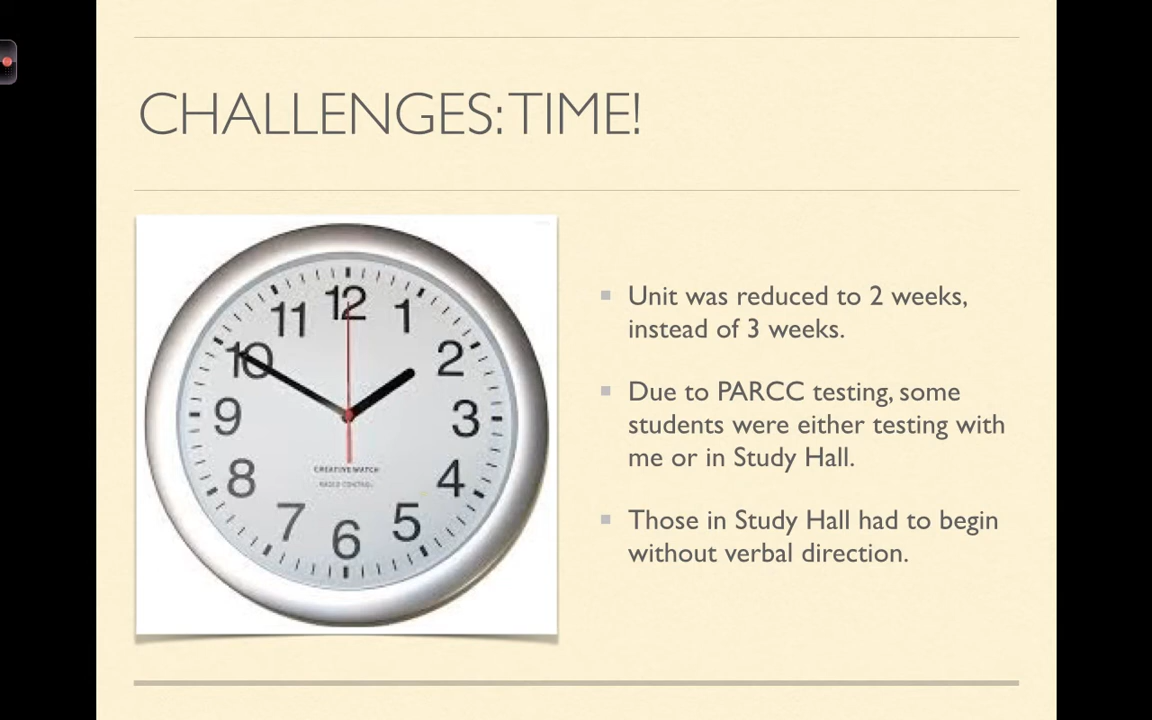 CHALLENGES: TIME!
12
1
2
3
4
5
6
7
8
9
10
11
CREATIVE WATCH
RADIO CONTROL
Unit was reduced to 2 weeks,
instead of 3 weeks.
Due to PARCC testing, some
students were either testing with
me or in Study Hall.
Those in Study Hall had to begin
without verbal direction.